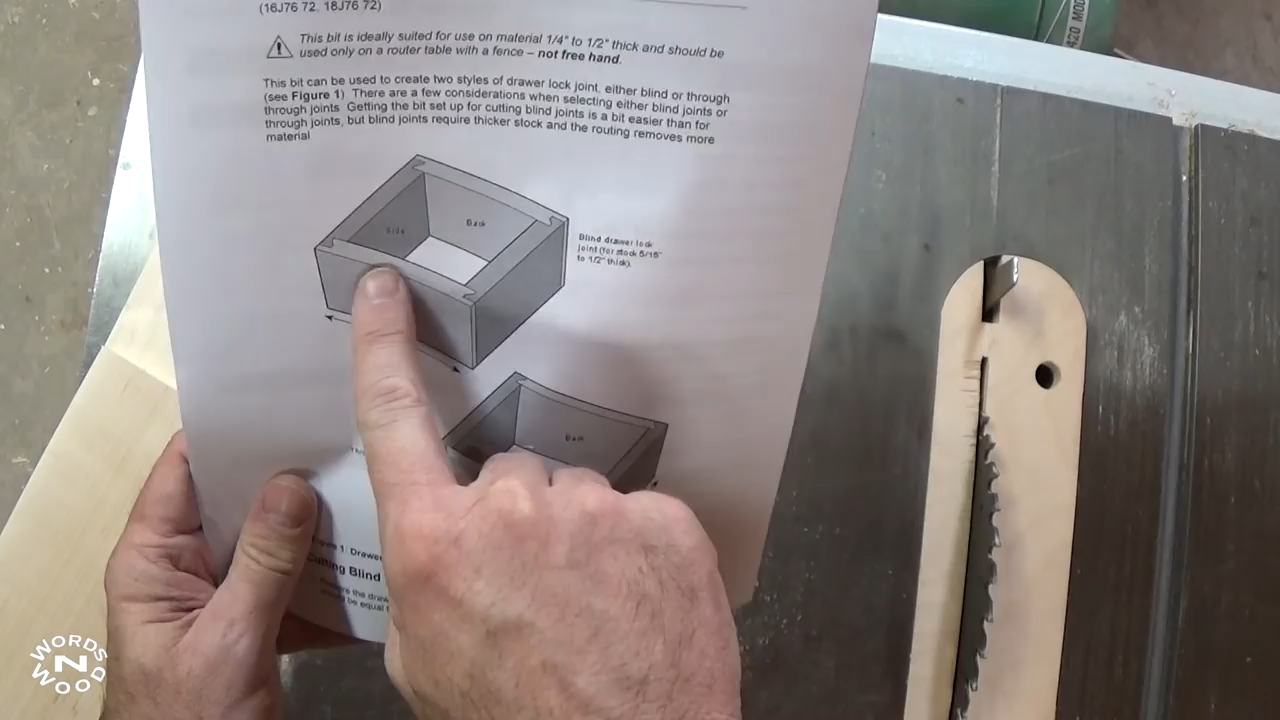 (16J76 72, 18J76 72)
This bit is ideally suited for use on material 1/4" to 1/2" thick and should be
used only on a router table with a fence – not free hand.
This bit can be used to create two styles of drawer lock joint, either blind or through
(see Figure 1). There are a few considerations when selecting either blind joints or
through joints. Getting the bit set up for cutting blind joints is a bit easier than for
through joints, but blind joints require thicker stock and the routing removes more
material
Side
Back
Blind drawer lock
joint (for stock 5/16"
to 1/2" thick).
Back
1 Drawer
Cutting Blind
the draw
be equal
WORDS
N
WOOD